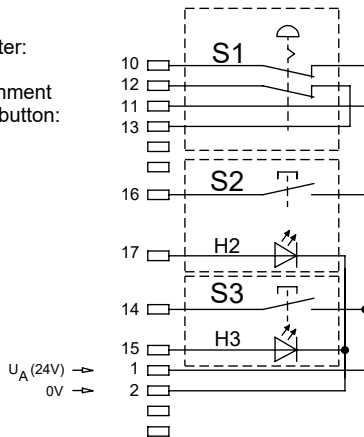 ter:
10 S1
12
nment
11
button:
13
16 S2
17 H2
S3
14
15 H3
U_A (24V) 1
0V 2